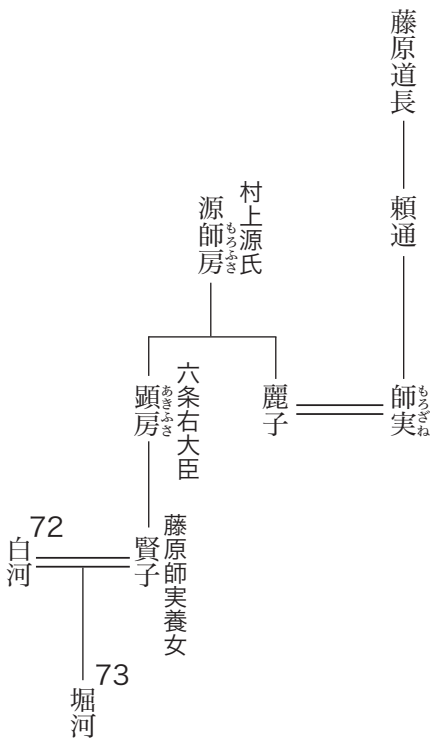 藤原道長
頼通
師実
もろざね
村上源氏
源師房
もろふさ
麗子
六条右大臣
顕房
あきふさ
藤原師実養女
賢子
72
白河
73
堀河